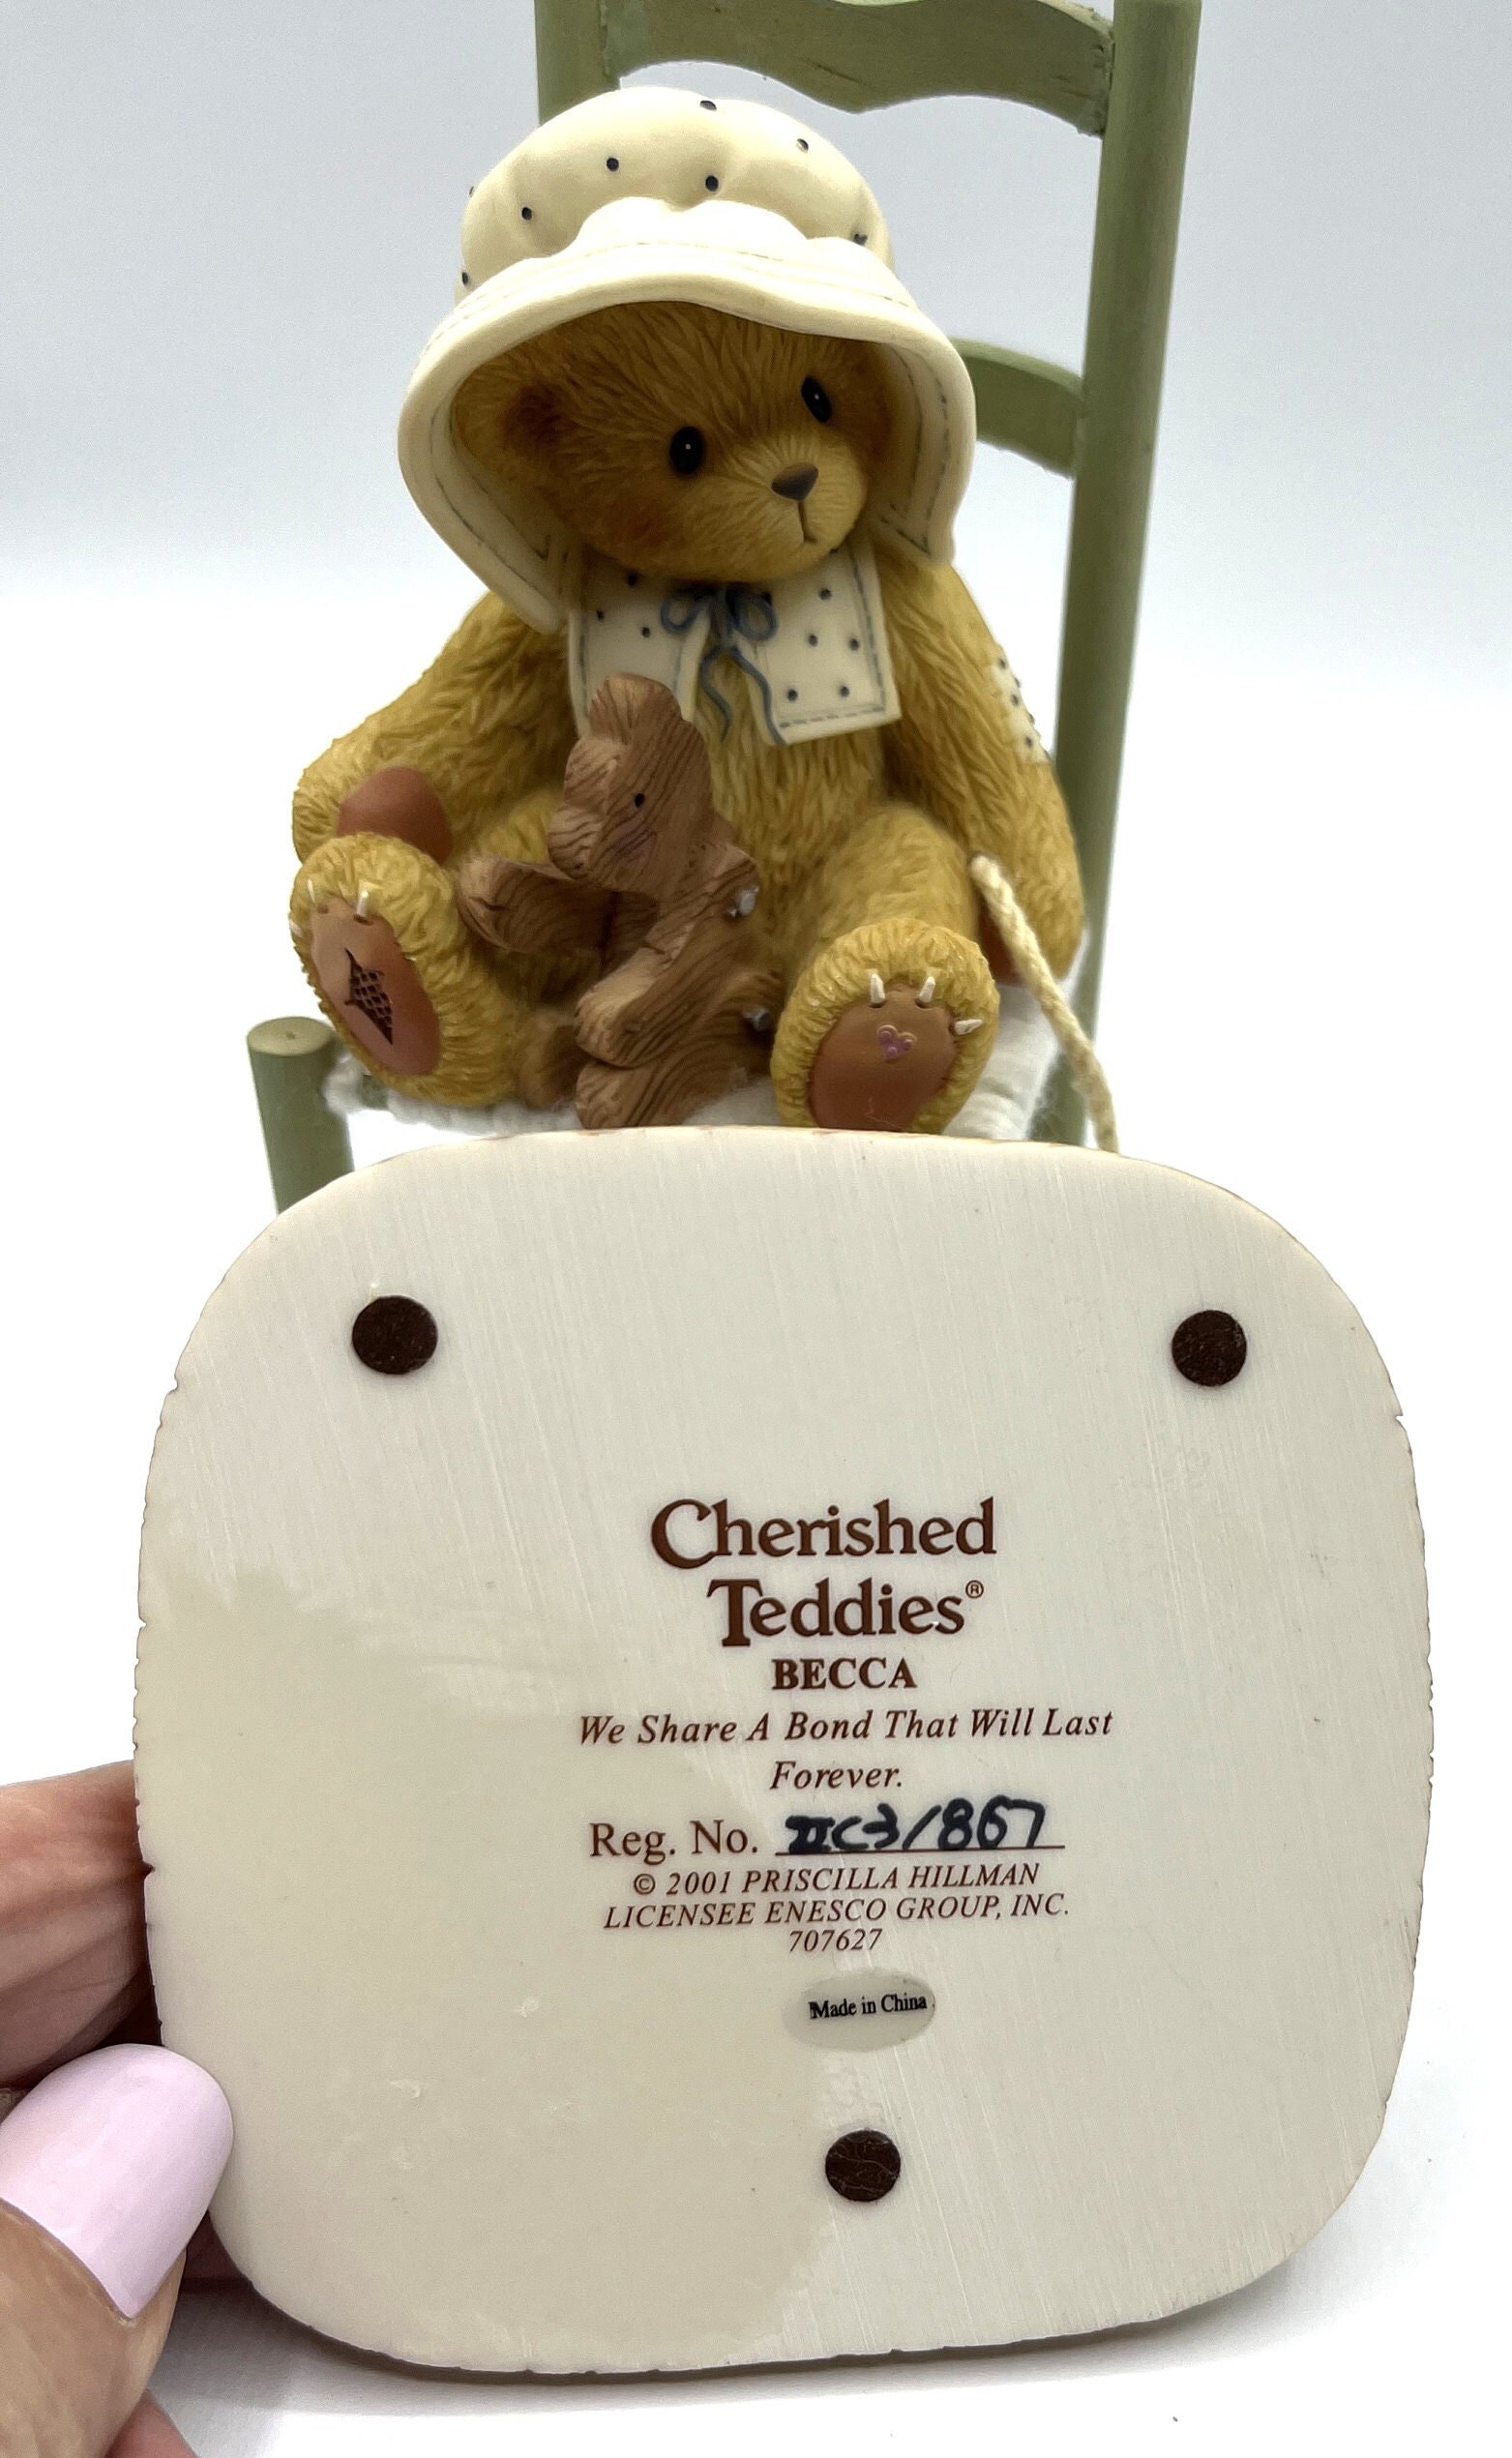 Cherished
Teddies®
BECCA
We Share A Bond That Will Last
Forever.
Reg. No. IIC3/867
© 2001 PRISCILLA HILLMAN
LICENSEE ENESCO GROUP, INC.
707627
Made in China